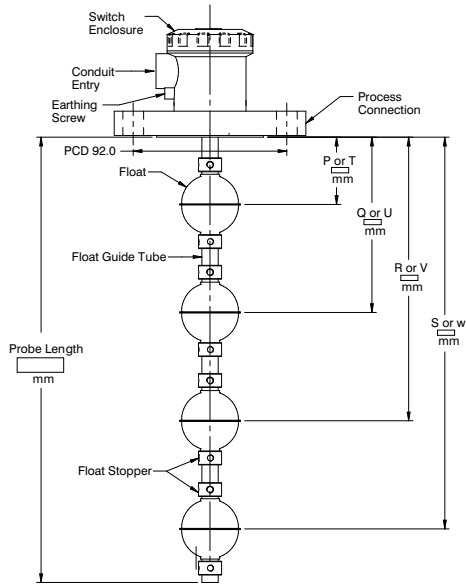 Switch
Enclosure
Conduit
Entry
Earthing
Screw
Process
Connection
PCD 92.0
P or T
mm
Float
Q or U
mm
Float Guide Tube
R or V
mm
S or w
mm
Probe Length
mm
Float Stopper